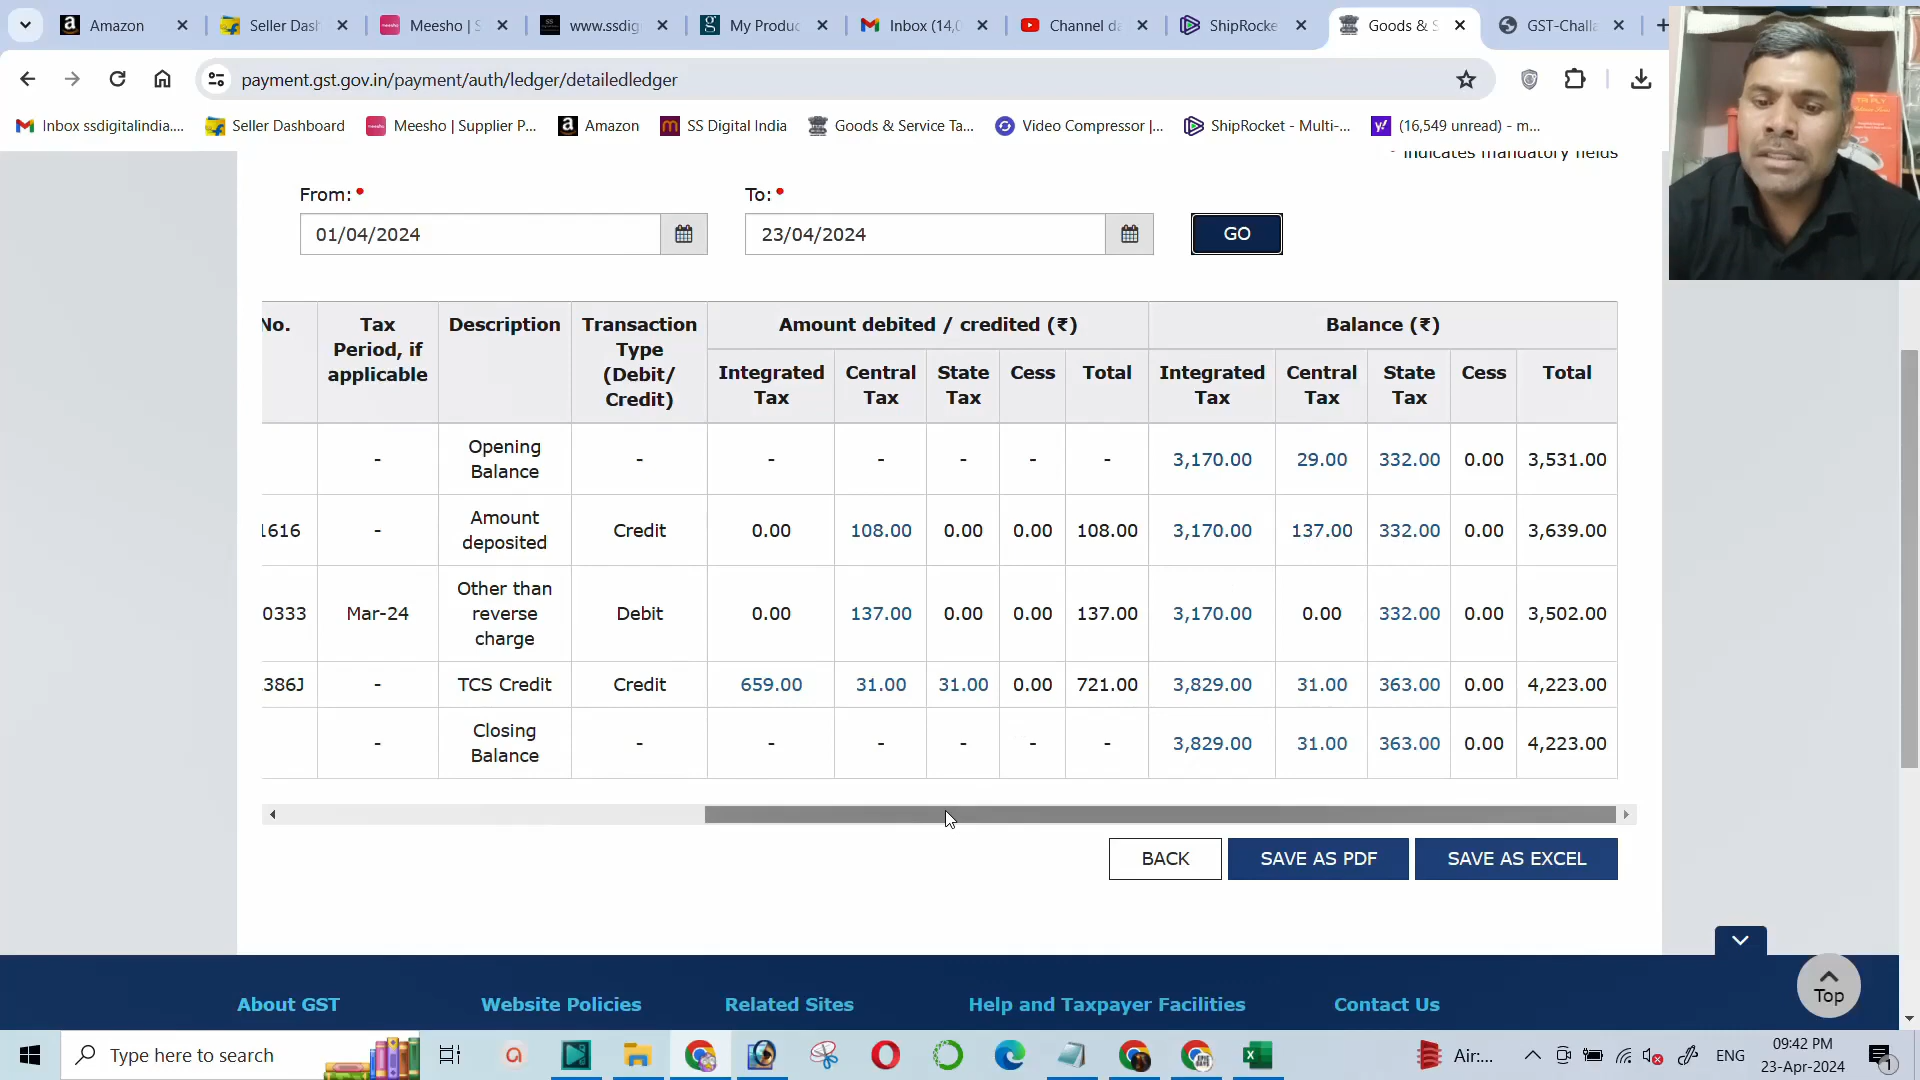 Amazon
Seller Dash
Meesho | S
www.ssdig
My Produc
Inbox (14,0
Channel da
ShipRocke
Goods & S
GST-Challa
payment.gst.gov.in/payment/auth/ledger/detailedledger
Inbox ssdigitalindia....
Seller Dashboard
Meesho | Supplier P...
Amazon
SS Digital India
Goods & Service Ta...
Video Compressor |...
ShipRocket - Multi-...
(16,549 unread) - m...
indicates mandatory fields
From: •
To: •
01/04/2024
23/04/2024
GO
No.
Tax Period, if applicable
Description
Transaction Type (Debit/ Credit)
Amount debited / credited (₹)
Balance (₹)
Integrated Tax
Central Tax
State Tax
Cess
Total
Integrated Tax
Central Tax
State Tax
Cess
Total
- Opening Balance - - - - - - 3,170.00 29.00 332.00 0.00 3,531.00
1616 - Amount deposited Credit 0.00 108.00 0.00 0.00 108.00 3,170.00 137.00 332.00 0.00 3,639.00
0333 Mar-24 Other than reverse charge Debit 0.00 137.00 0.00 0.00 137.00 3,170.00 0.00 332.00 0.00 3,502.00
386J - TCS Credit Credit 659.00 31.00 31.00 0.00 721.00 3,829.00 31.00 363.00 0.00 4,223.00
- Closing Balance - - - - - - 3,829.00 31.00 363.00 0.00 4,223.00
BACK
SAVE AS PDF
SAVE AS EXCEL
Top
About GST
Website Policies
Related Sites
Help and Taxpayer Facilities
Contact Us
Type here to search
Air:...
ENG
09:42 PM
23-Apr-2024
1